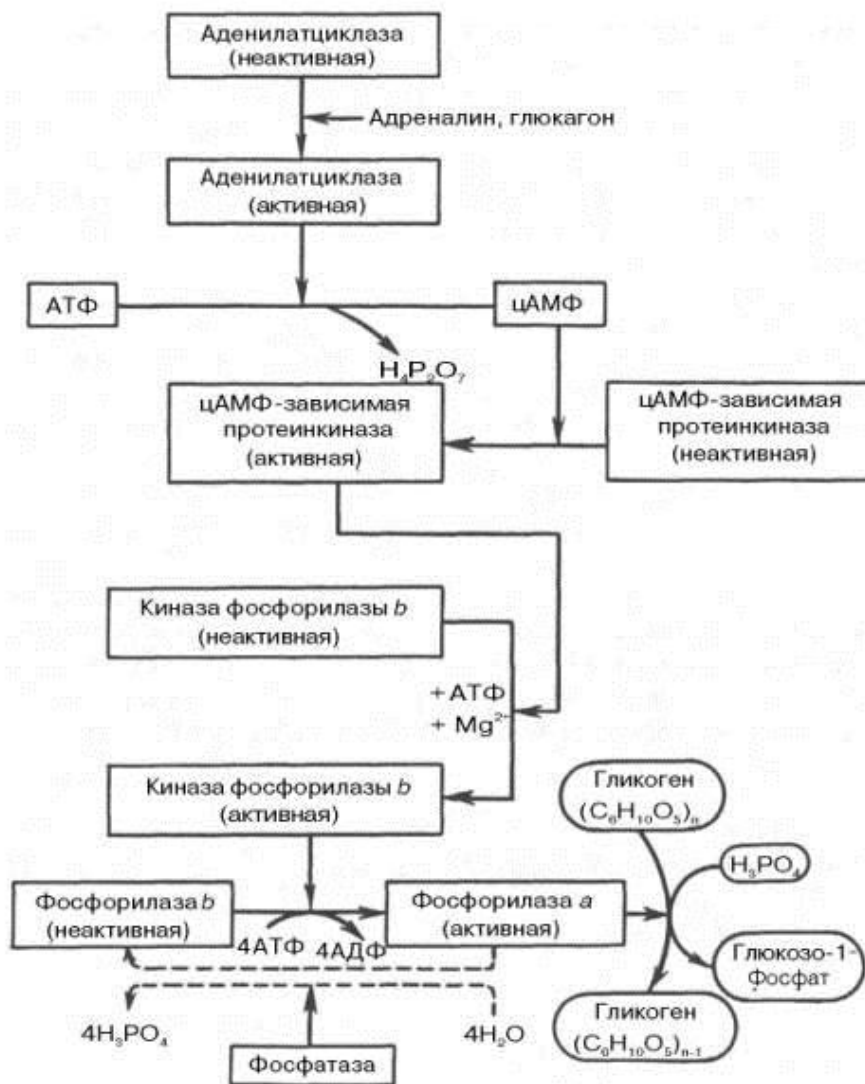 Аденилатциклаза
(неактивная)
Адреналин, глюкагон
Аденилатциклаза
(активная)
АТФ
цАМФ
H₄P₂O₇
цАМФ-зависимая
протеинкиназа
(активная)
цАМФ-зависимая
протеинкиназа
(неактивная)
Киназа фосфорилазы b
(неактивная)
+ АТФ
+ Mg²⁻
Киназа фосфорилазы b
(активная)
Гликоген
(C₆H₁₀O₅)ₙ
H₃PO₄
Фосфорилаза b
(неактивная)
4АТФ
4АДФ
Фосфорилаза a
(активная)
Глюкозо-1-
Фосфат
4H₃PO₄
4H₂O
Гликоген
(C₆H₁₀O₅)ₙ₋₁
Фосфатаза